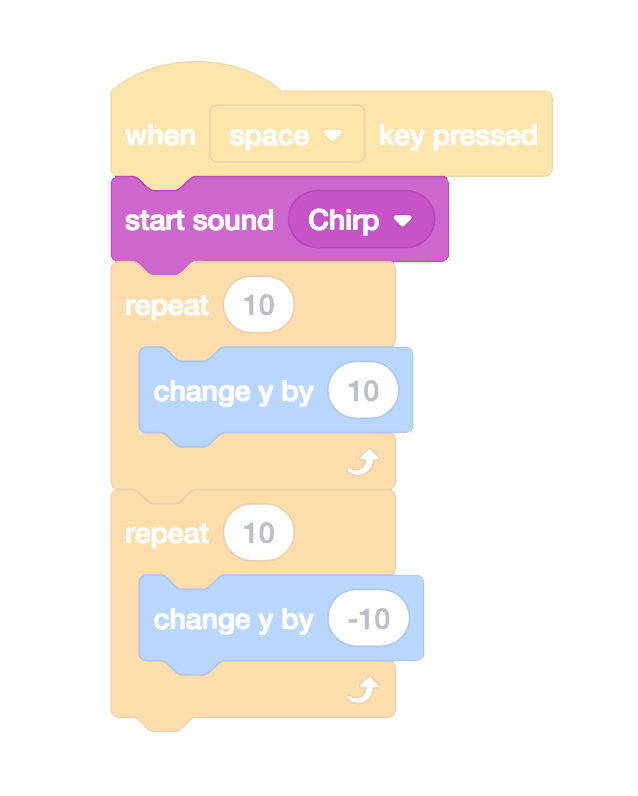 when space key pressed
start sound Chirp
repeat 10
change y by 10
repeat 10
change y by -10